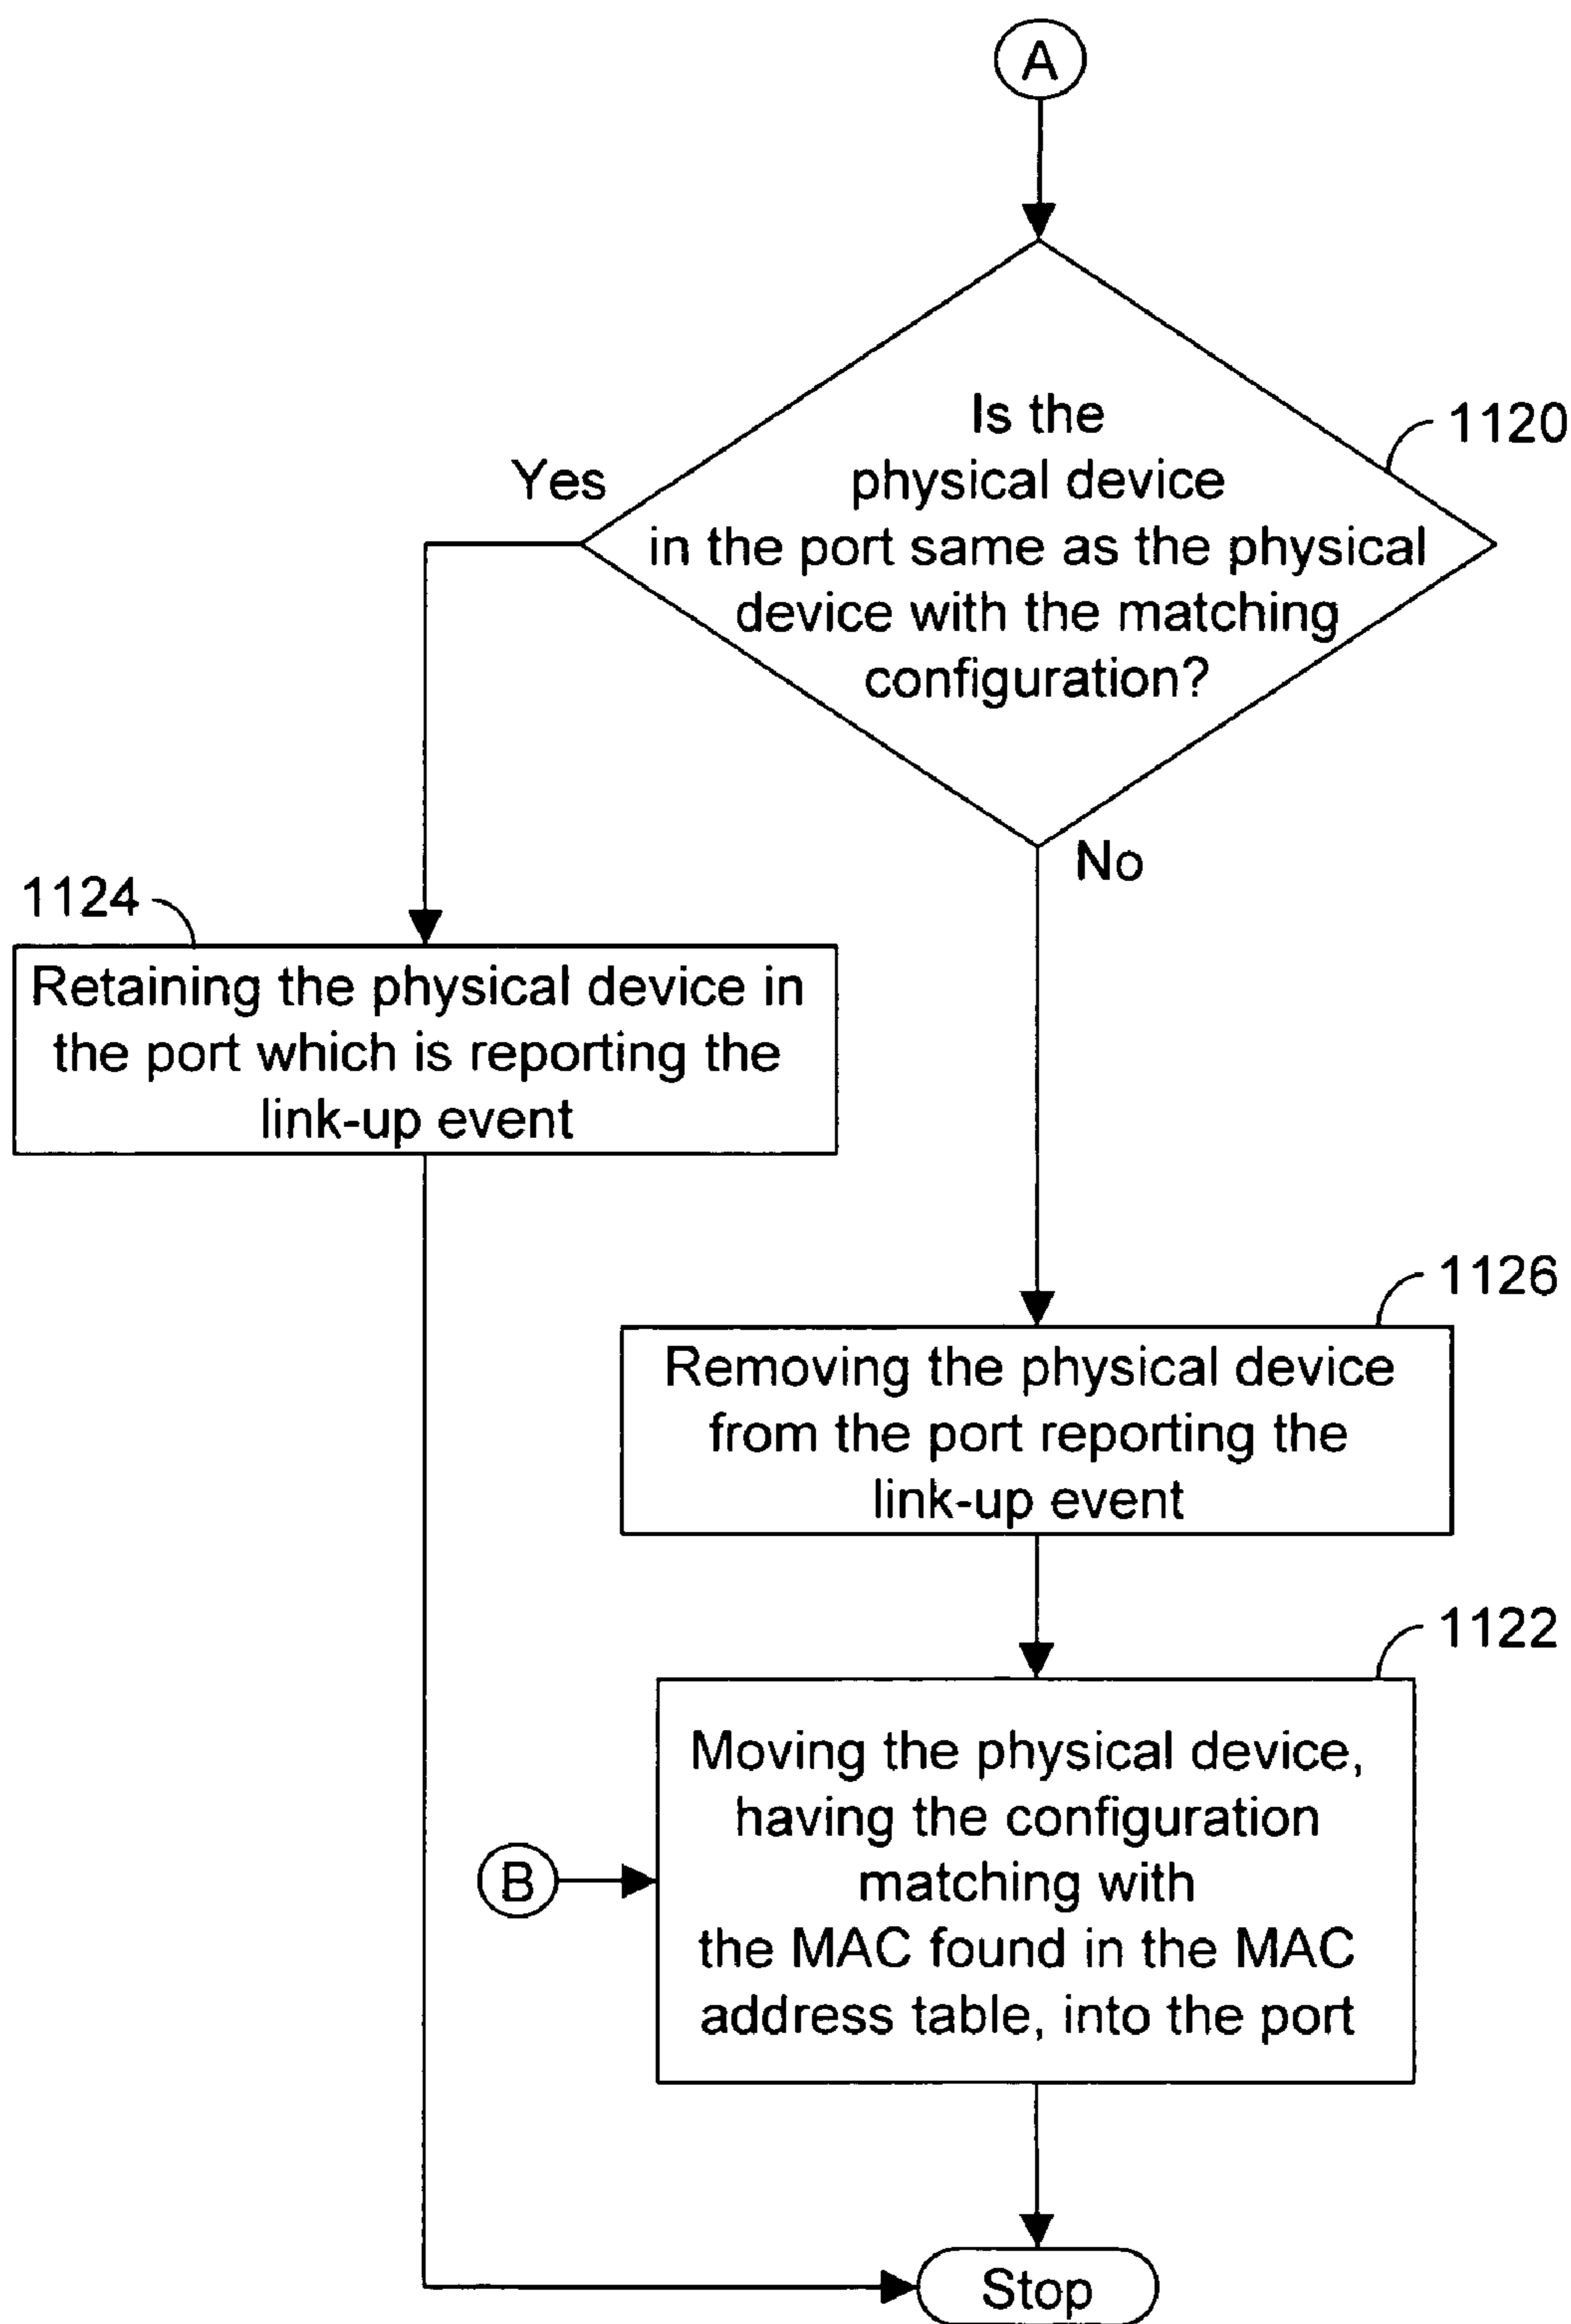 A
Is the
physical device
in the port same as the physical
device with the matching
configuration?
1120
Yes
No
1124
Retaining the physical device in
the port which is reporting the
link-up event
1126
Removing the physical device
from the port reporting the
link-up event
1122
Moving the physical device,
having the configuration
matching with
the MAC found in the MAC
address table, into the port
B
Stop